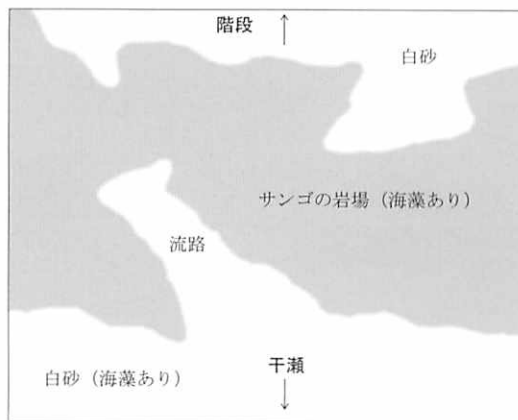 階段
白砂
サンゴの岩場（海藻あり）
流路
干瀬
白砂（海藻あり）